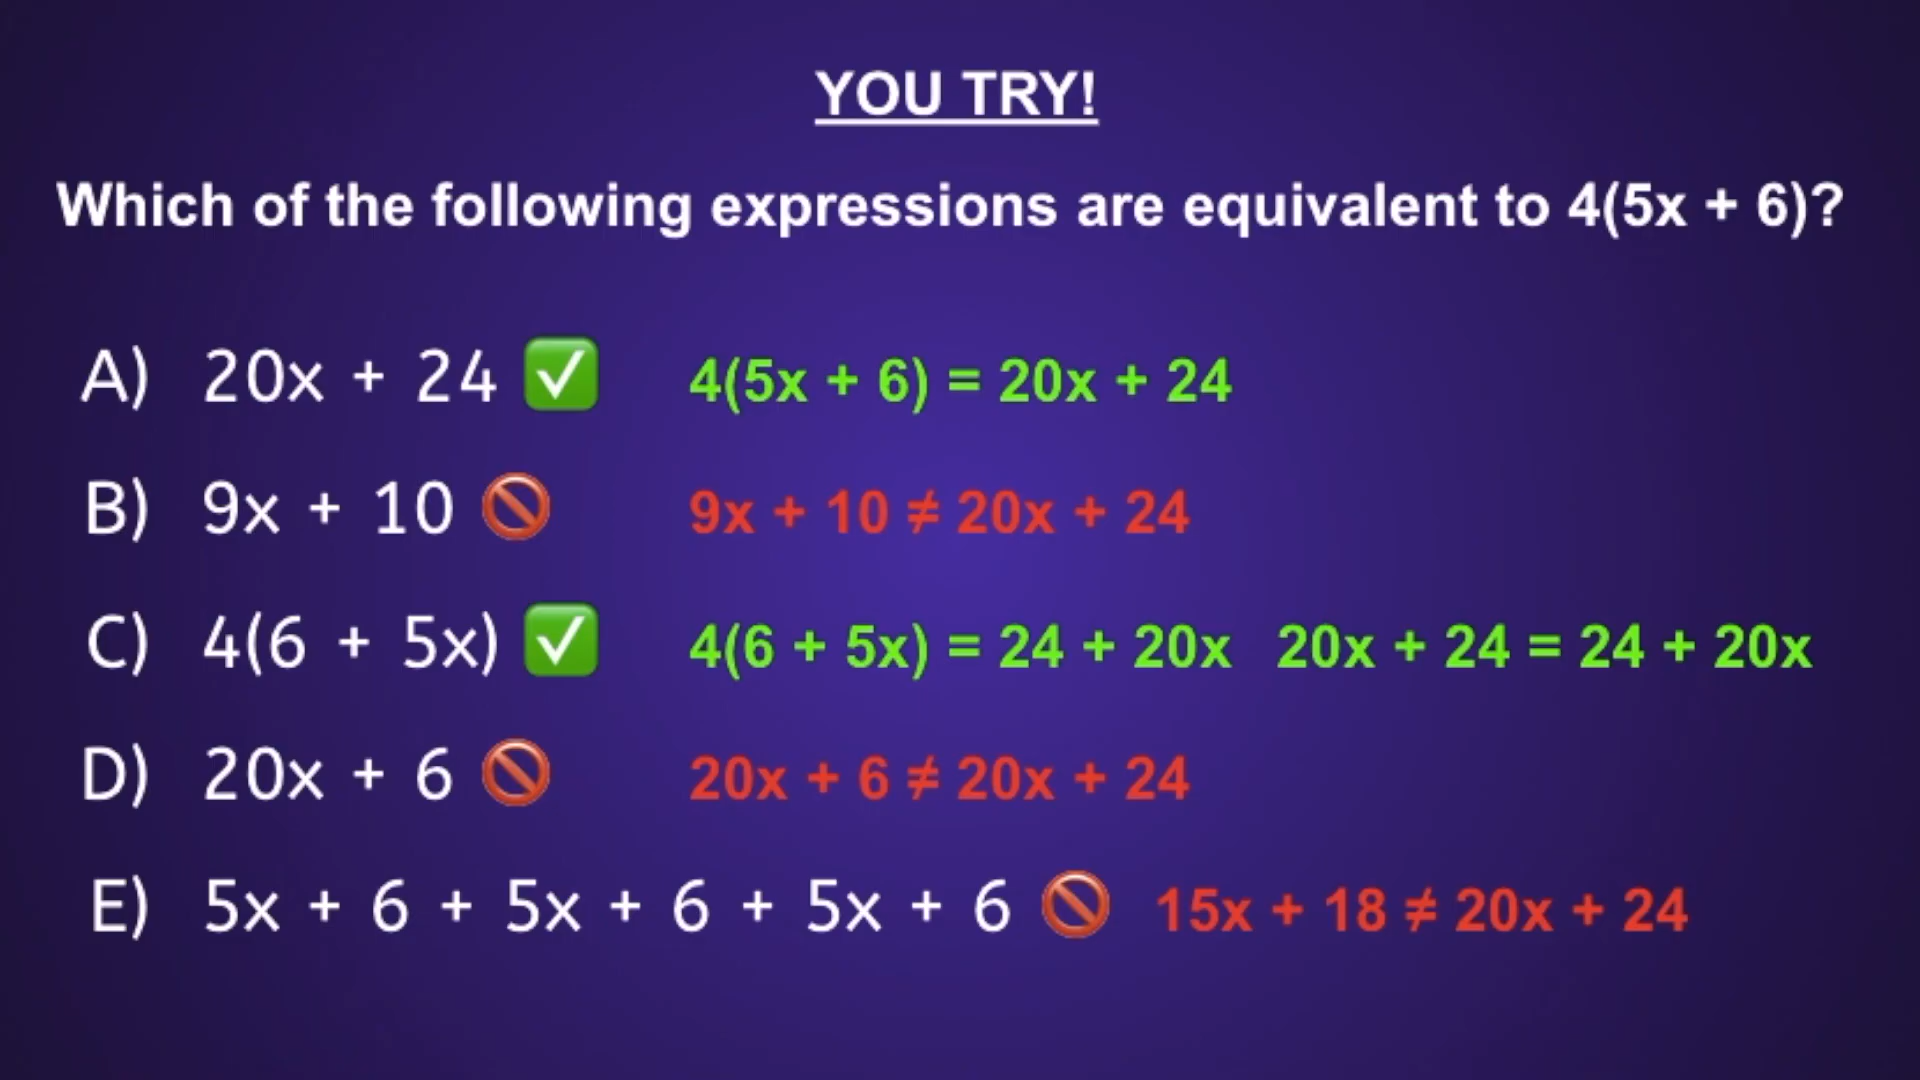 YOU TRY!
Which of the following expressions are equivalent to 4(5x + 6)?
A) 20x + 24 ✅ 4(5x + 6) = 20x + 24
B) 9x + 10 🚫 9x + 10 ≠ 20x + 24
C) 4(6 + 5x) ✅ 4(6 + 5x) = 24 + 20x 20x + 24 = 24 + 20x
D) 20x + 6 🚫 20x + 6 ≠ 20x + 24
E) 5x + 6 + 5x + 6 + 5x + 6 🚫 15x + 18 ≠ 20x + 24